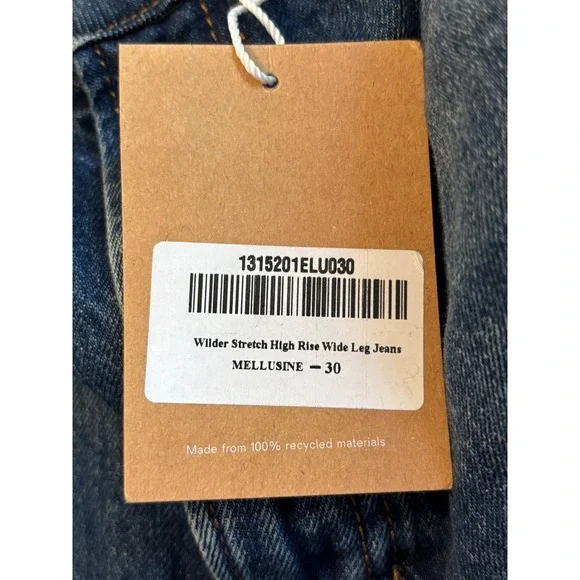 1315201ELU030
Wilder Stretch High Rise Wide Leg Jeans
MELLUSINE - 30
Made from 100% recycled materials